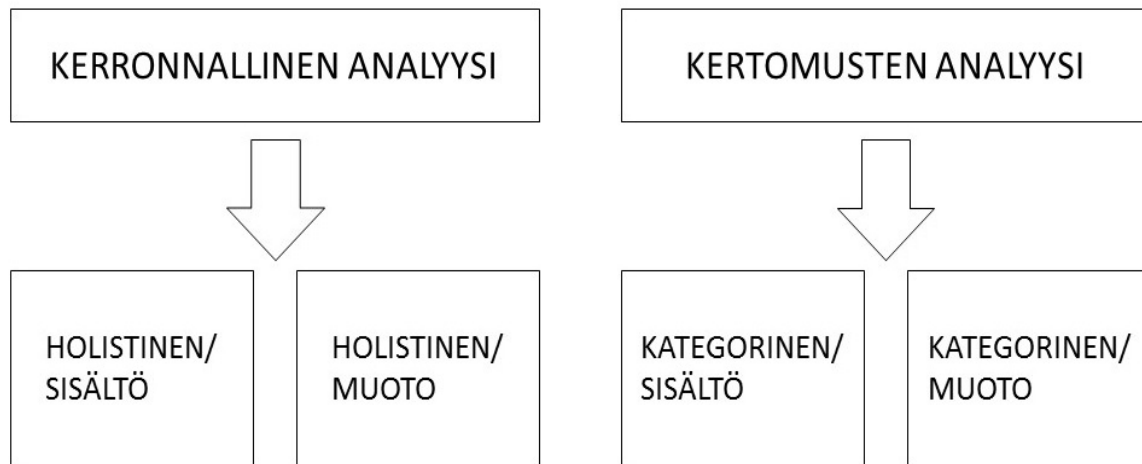 KERRONNALLINEN ANALYYSI
KERTOMUSTEN ANALYYSI
HOLISTINEN/
SISÄLTÖ
HOLISTINEN/
MUOTO
KATEGORINEN/
SISÄLTÖ
KATEGORINEN/
MUOTO